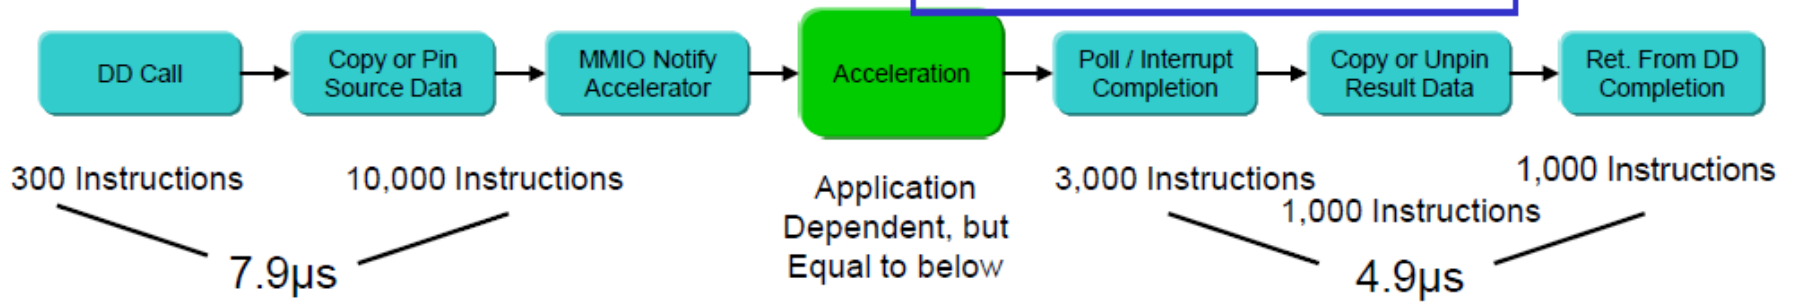 DD Call
Copy or Pin
Source Data
MMIO Notify
Accelerator
Acceleration
Poll / Interrupt
Completion
Copy or Unpin
Result Data
Ret. From DD
Completion
300 Instructions
10,000 Instructions
Application
Dependent, but
Equal to below
3,000 Instructions
1,000 Instructions
1,000 Instructions
7.9µs
4.9µs